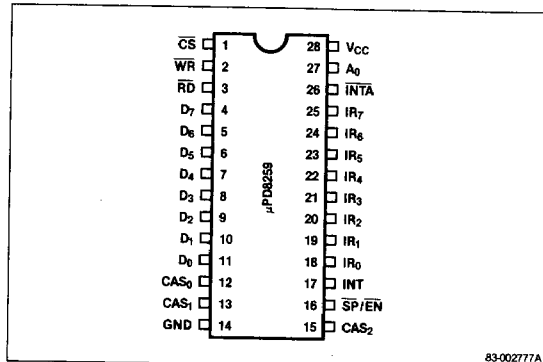 CS 1 28 VCC
WR 2 27 A0
RD 3 26 INTA
D7 4 25 IR7
D6 5 24 IR6
D5 6 23 IR5
D4 7 22 IR4
D3 8 21 IR3
D2 9 20 IR2
D1 10 19 IR1
D0 11 18 IR0
CAS0 12 17 INT
CAS1 13 16 SP/EN
GND 14 15 CAS2
μPD8259
83-002777A